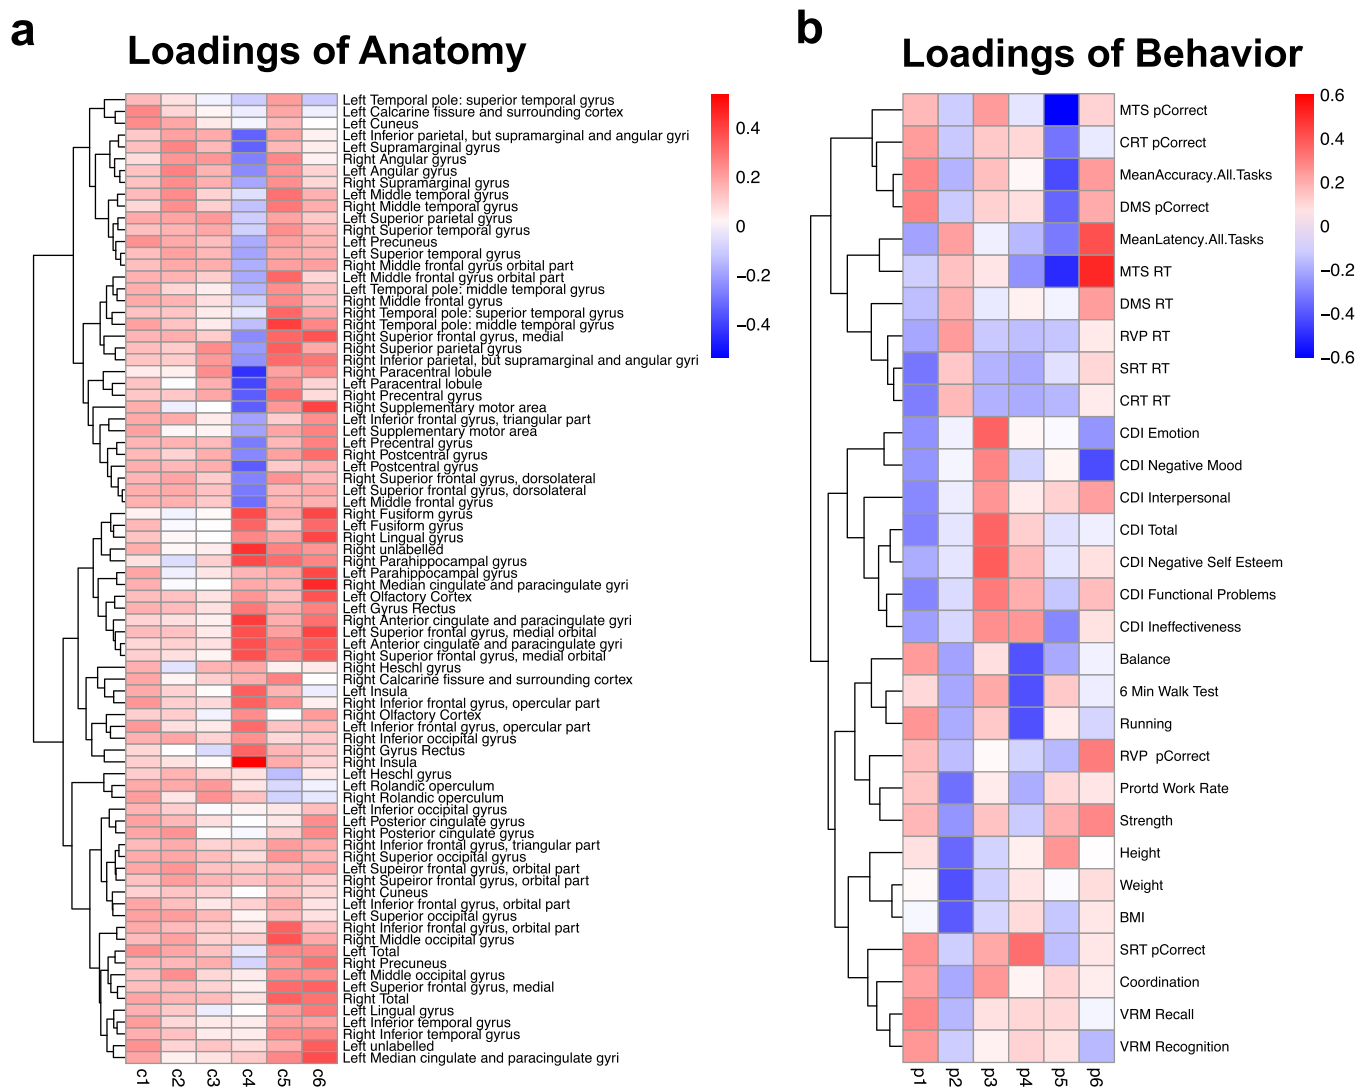 a
Loadings of Anatomy
Left Temporal pole: superior temporal gyrus
Left Calcarine fissure and surrounding cortex
Left Cuneus
Left Inferior parietal, but supramarginal and angular gyri
Left Supramarginal gyrus
Right Angular gyrus
Left Angular gyrus
Right Supramarginal gyrus
Left Middle temporal gyrus
Right Middle temporal gyrus
Left Superior parietal gyrus
Right Superior temporal gyrus
Left Precuneus
Left Superior temporal gyrus
Right Middle frontal gyrus orbital part
Left Middle frontal gyrus orbital part
Left Temporal pole: middle temporal gyrus
Right Middle frontal gyrus
Right Temporal pole: superior temporal gyrus
Right Temporal pole: middle temporal gyrus
Right Superior frontal gyrus, medial
Right Superior parietal gyrus
Right Inferior parietal, but supramarginal and angular gyri
Right Paracentral lobule
Left Paracentral lobule
Right Precentral gyrus
Right Supplementary motor area
Left Inferior frontal gyrus, triangular part
Left Supplementary motor area
Left Precentral gyrus
Right Postcentral gyrus
Left Postcentral gyrus
Right Superior frontal gyrus, dorsolateral
Left Superior frontal gyrus, dorsolateral
Left Middle frontal gyrus
Right Fusiform gyrus
Left Fusiform gyrus
Right Lingual gyrus
Right unlabelled
Right Parahippocampal gyrus
Left Parahippocampal gyrus
Right Median cingulate and paracingulate gyri
Left Olfactory Cortex
Left Gyrus Rectus
Right Anterior cingulate and paracingulate gyri
Left Superior frontal gyrus, medial orbital
Left Anterior cingulate and paracingulate gyri
Right Superior frontal gyrus, medial orbital
Right Heschl gyrus
Right Calcarine fissure and surrounding cortex
Left Insula
Right Inferior frontal gyrus, opercular part
Right Olfactory Cortex
Left Inferior frontal gyrus, opercular part
Right Inferior occipital gyrus
Right Gyrus Rectus
Right Insula
Left Heschl gyrus
Left Rolandic operculum
Right Rolandic operculum
Left Inferior occipital gyrus
Left Posterior cingulate gyrus
Right Posterior cingulate gyrus
Right Inferior frontal gyrus, triangular part
Right Superior occipital gyrus
Left Supeiror frontal gyrus, orbital part
Right Supeiror frontal gyrus, orbital part
Right Cuneus
Left Inferior frontal gyrus, orbital part
Left Superior occipital gyrus
Right Inferior frontal gyrus, orbital part
Right Middle occipital gyrus
Left Total
Right Precuneus
Left Middle occipital gyrus
Left Superior frontal gyrus, medial
Right Total
Left Lingual gyrus
Left Inferior temporal gyrus
Right Inferior temporal gyrus
Left unlabelled
Left Median cingulate and paracingulate gyri
c1 c2 c3 c4 c5 c6
0.4
0.2
0
−0.2
−0.4
b
Loadings of Behavior
MTS pCorrect
CRT pCorrect
MeanAccuracy.All.Tasks
DMS pCorrect
MeanLatency.All.Tasks
MTS RT
DMS RT
RVP RT
SRT RT
CRT RT
CDI Emotion
CDI Negative Mood
CDI Interpersonal
CDI Total
CDI Negative Self Esteem
CDI Functional Problems
CDI Ineffectiveness
Balance
6 Min Walk Test
Running
RVP pCorrect
Prortd Work Rate
Strength
Height
Weight
BMI
SRT pCorrect
Coordination
VRM Recall
VRM Recognition
p1 p2 p3 p4 p5 p6
0.6
0.4
0.2
0
−0.2
−0.4
−0.6